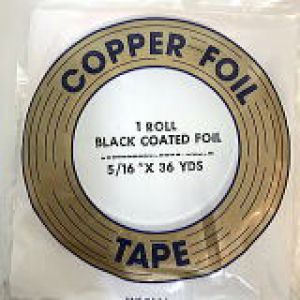 COPPER FOIL
1 ROLL
BLACK COATED FOIL
5/16" X 36 YDS
TAPE